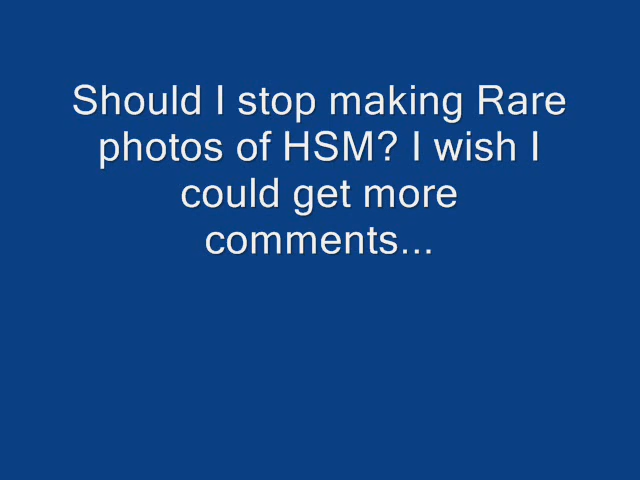 Should I stop making Rare
photos of HSM? I wish I
could get more
comments...